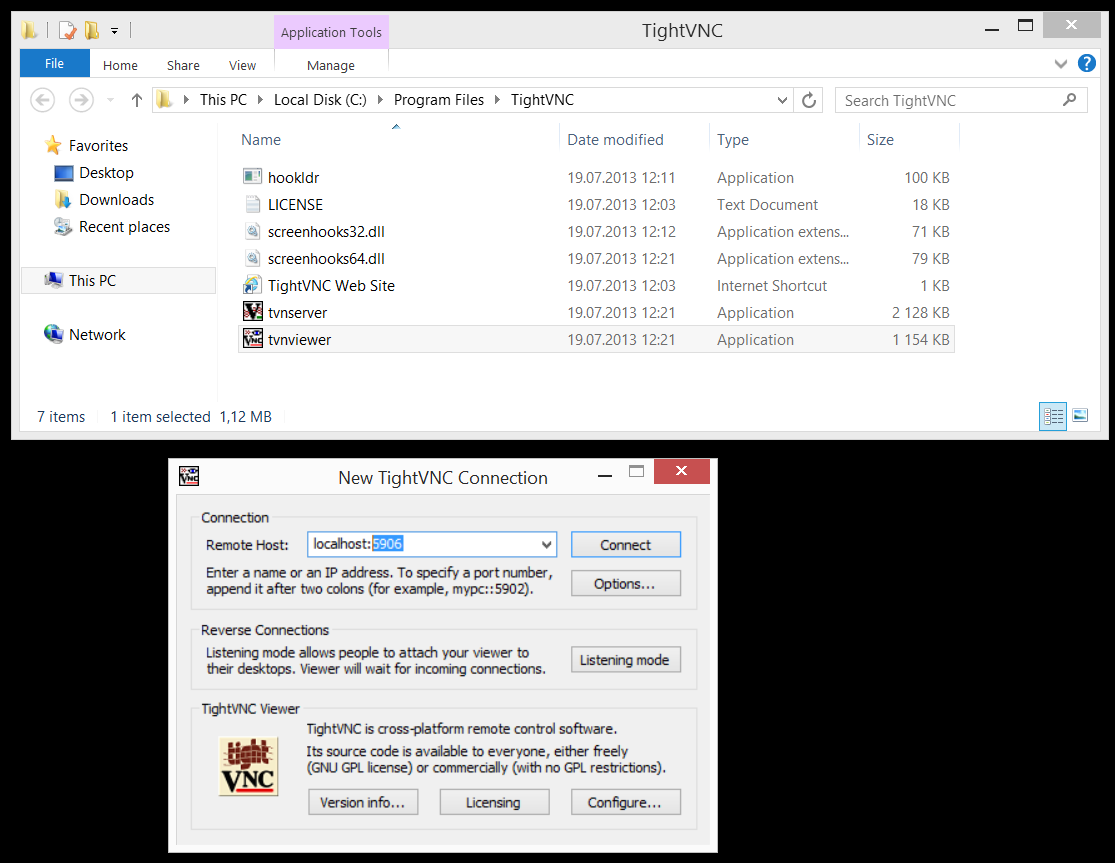 Application Tools
TightVNC
File
Home
Share
View
Manage
This PC
Local Disk (C:)
Program Files
TightVNC
Search TightVNC
Favorites
Desktop
Downloads
Recent places
This PC
Network
Name Date modified Type Size
hookldr 19.07.2013 12:11 Application 100 KB
LICENSE 19.07.2013 12:03 Text Document 18 KB
screenhooks32.dll 19.07.2013 12:12 Application extens... 71 KB
screenhooks64.dll 19.07.2013 12:21 Application extens... 79 KB
TightVNC Web Site 19.07.2013 12:03 Internet Shortcut 1 KB
tvnserver 19.07.2013 12:21 Application 2 128 KB
tvnviewer 19.07.2013 12:21 Application 1 154 KB
7 items 1 item selected 1,12 MB
VNC
New TightVNC Connection
Connection
Remote Host: localhost:5906
Connect
Enter a name or an IP address. To specify a port number,
append it after two colons (for example, mypc::5902).
Options...
Reverse Connections
Listening mode allows people to attach your viewer to
their desktops. Viewer will wait for incoming connections.
Listening mode
TightVNC Viewer
tight
VNC
TightVNC is cross-platform remote control software.
Its source code is available to everyone, either freely
(GNU GPL license) or commercially (with no GPL restrictions).
Version info...
Licensing
Configure...